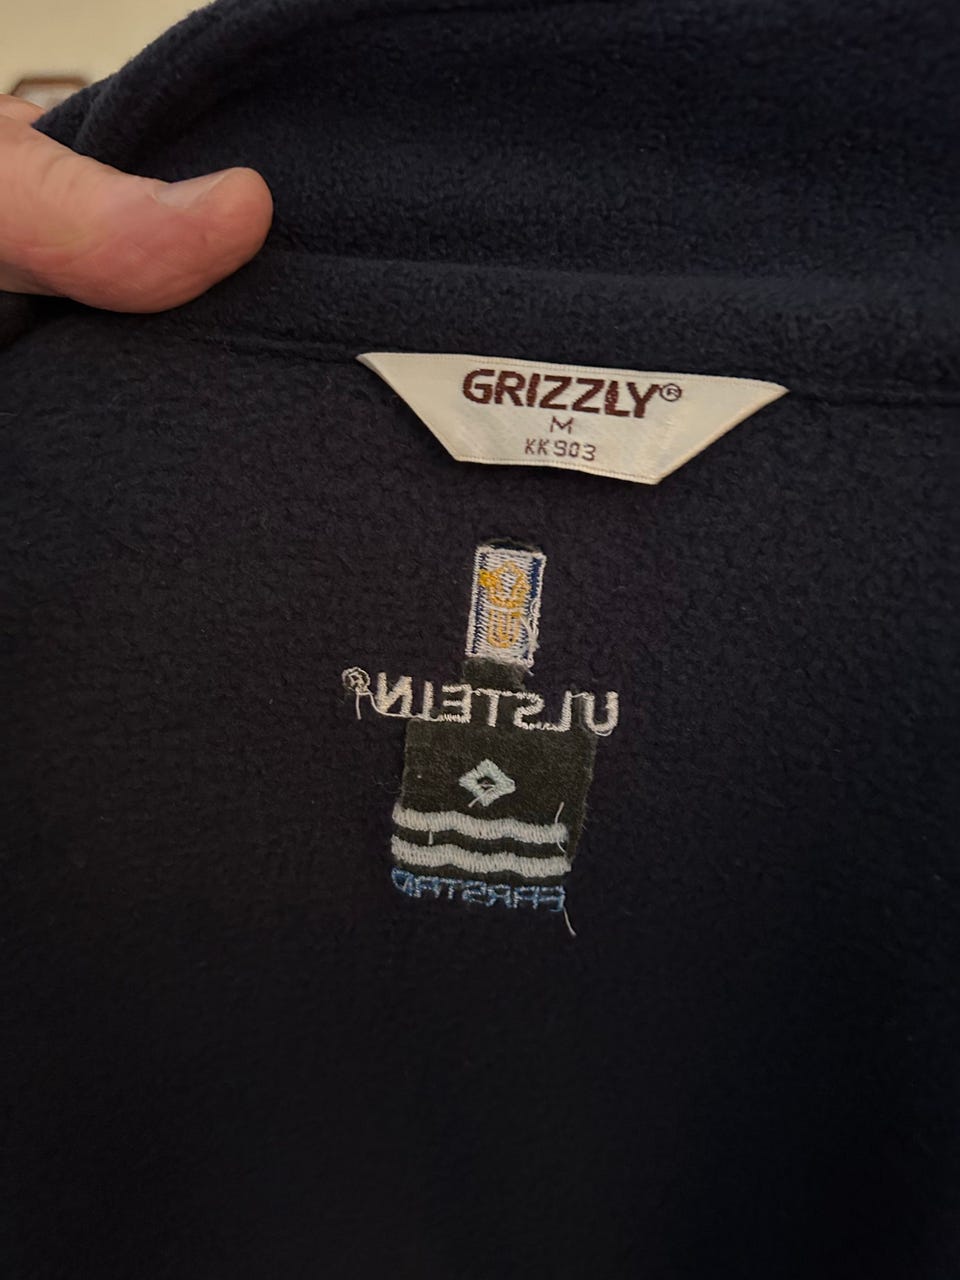 GRIZZLY®
M
KK903
ULSTEIN®
FARSTAD